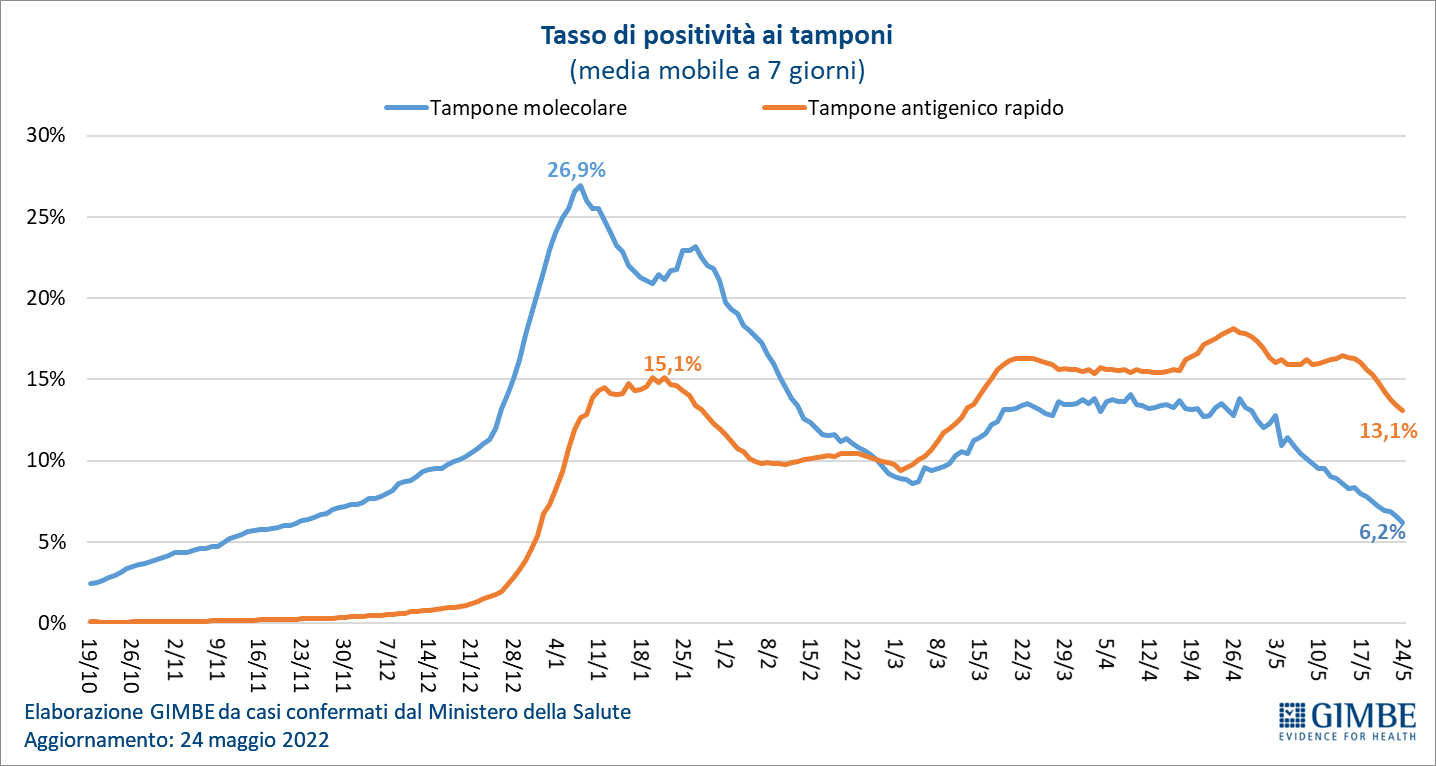 Tasso di positività ai tamponi
(media mobile a 7 giorni)
Tampone molecolare Tampone antigenico rapido
30%
26,9%
25%
20%
15,1%
15%
13,1%
10%
6,2%
5%
0%
19/10 26/10 2/11 9/11 16/11 23/11 30/11 7/12 14/12 21/12 28/12 4/1 11/1 18/1 25/1 1/2 8/2 15/2 22/2 1/3 8/3 15/3 22/3 29/3 5/4 12/4 19/4 26/4 3/5 10/5 17/5 24/5
Elaborazione GIMBE da casi confermati dal Ministero della Salute
Aggiornamento: 24 maggio 2022
GIMBE
EVIDENCE FOR HEALTH